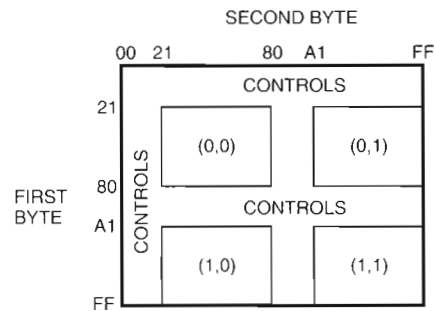 SECOND BYTE
00 21 80 A1 FF
CONTROLS
21
(0,0) (0,1)
80
CONTROLS
CONTROLS
FIRST
BYTE
A1
(1,0) (1,1)
FF